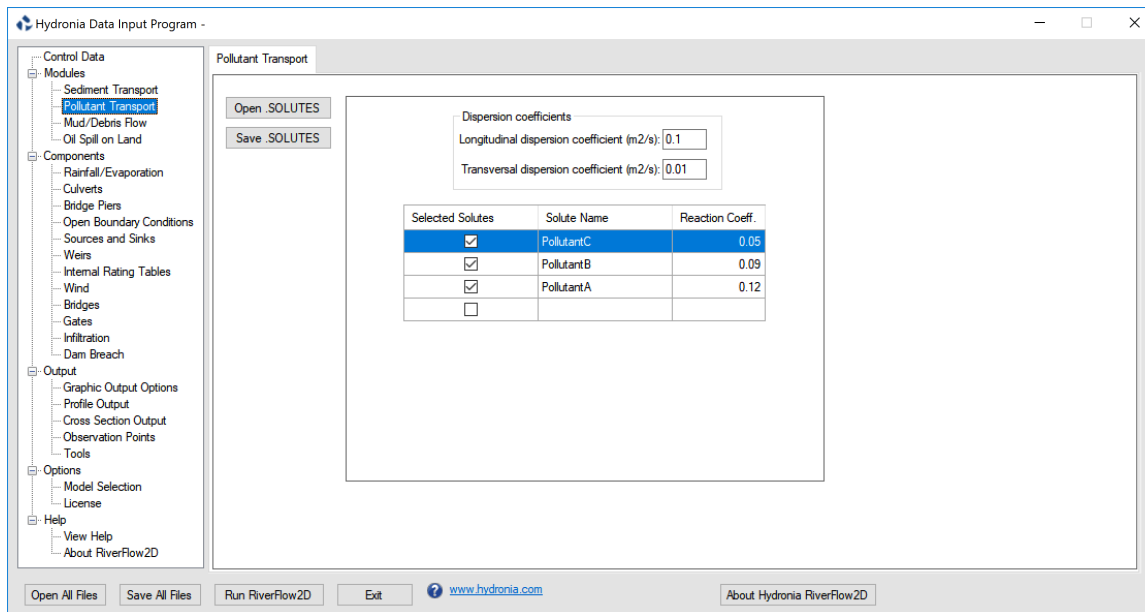 Hydronia Data Input Program -
Control Data
Modules
Sediment Transport
Pollutant Transport
Mud/Debris Flow
Oil Spill on Land
Components
Rainfall/Evaporation
Culverts
Bridge Piers
Open Boundary Conditions
Sources and Sinks
Weirs
Internal Rating Tables
Wind
Bridges
Gates
Infiltration
Dam Breach
Output
Graphic Output Options
Profile Output
Cross Section Output
Observation Points
Tools
Options
Model Selection
License
Help
View Help
About RiverFlow2D
Pollutant Transport
Open .SOLUTES
Save .SOLUTES
Dispersion coefficients
Longitudinal dispersion coefficient (m2/s): 0.1
Transversal dispersion coefficient (m2/s): 0.01
Selected Solutes Solute Name Reaction Coeff.
PollutantC 0.05
PollutantB 0.09
PollutantA 0.12
Open All Files Save All Files Run RiverFlow2D Exit ? www.hydronia.com About Hydronia RiverFlow2D